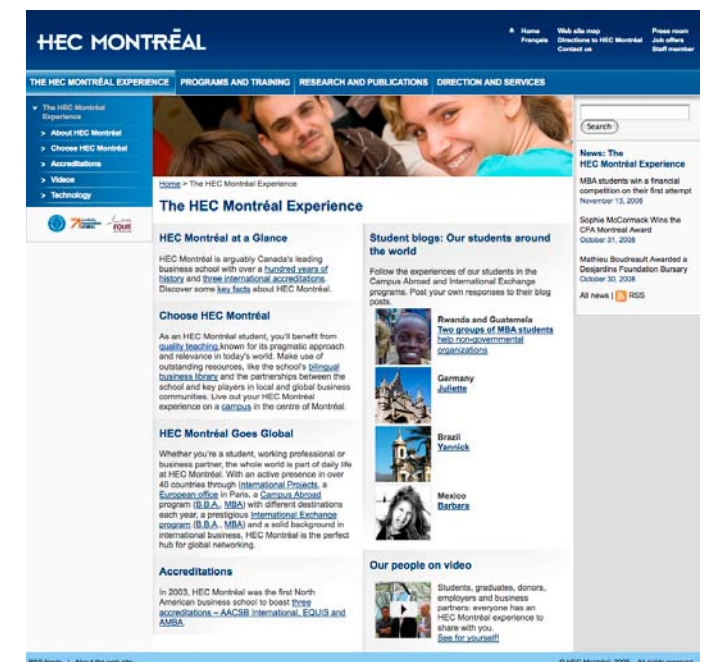 HEC MONTRĒAL
Home
Français
Web site map
Directions to HEC Montréal
Contact us
Press room
Job offers
Staff member
THE HEC MONTRÉAL EXPERIENCE
PROGRAMS AND TRAINING
RESEARCH AND PUBLICATIONS
DIRECTION AND SERVICES
The HEC Montréal
Experience
> About HEC Montréal
> Choose HEC Montréal
> Accreditations
> Videos
> Technology
EQUIS
Home > The HEC Montréal Experience
The HEC Montréal Experience
HEC Montréal at a Glance
HEC Montréal is arguably Canada's leading
business school with over a hundred years of
history and three international accreditations.
Discover some key facts about HEC Montréal.
Choose HEC Montréal
As an HEC Montréal student, you'll benefit from
quality teaching known for its pragmatic approach
and relevance in today's world. Make use of
outstanding resources, like the school's bilingual
business library and the partnerships between the
school and key players in local and global business
communities. Live out your HEC Montréal
experience on a campus in the centre of Montréal.
HEC Montréal Goes Global
Whether you're a student, working professional or
business partner, the whole world is part of daily life
at HEC Montréal. With an active presence in over
40 countries through International Projects, a
European office in Paris, a Campus Abroad
program (B.B.A., MBA) with different destinations
each year, a prestigious International Exchange
program (B.B.A., MBA) and a solid background in
international business, HEC Montréal is the perfect
hub for global networking.
Accreditations
In 2003, HEC Montréal was the first North
American business school to boast three
accreditations – AACSB International, EQUIS and
AMBA.
Student blogs: Our students around
the world
Follow the experiences of our students in the
Campus Abroad and International Exchange
programs. Post your own responses to their blog
posts.
Rwanda and Guatemala
Two groups of MBA students
help non-governmental
organizations
Germany
Juliette
Brazil
Yannick
Mexico
Barbara
Our people on video
Students, graduates, donors,
employers and business
partners: everyone has an
HEC Montréal experience to
share with you.
See for yourself!
Search
News: The
HEC Montréal Experience
MBA students win a financial
competition on their first attempt
November 13, 2008
Sophie McCormack Wins the
CFA Montreal Award
October 31, 2008
Mathieu Boudreault Awarded a
Desjardins Foundation Bursary
October 30, 2008
All news | RSS
RSS feeds | About the web site
© HEC Montréal, 2009 All rights reserved